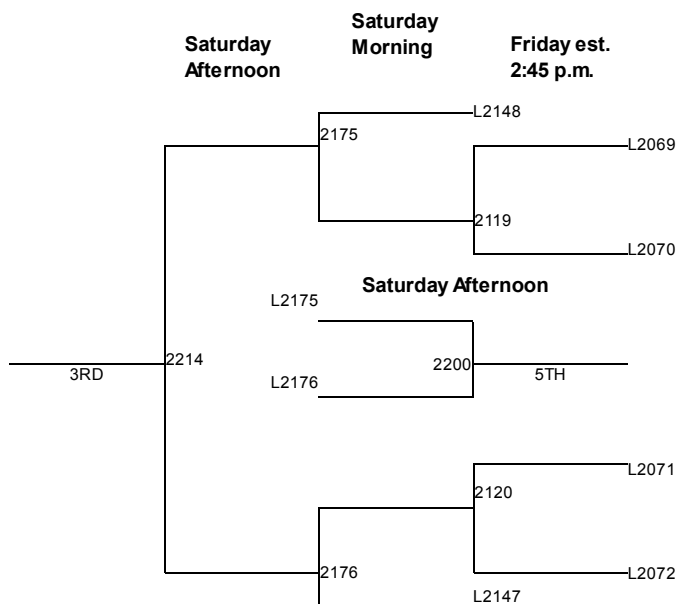 Saturday
Afternoon
Saturday
Morning
Friday est.
2:45 p.m.
L2148
2175
L2069
2119
L2070
Saturday Afternoon
L2175
2214
2200
3RD
5TH
L2176
L2071
2120
2176
L2072
L2147